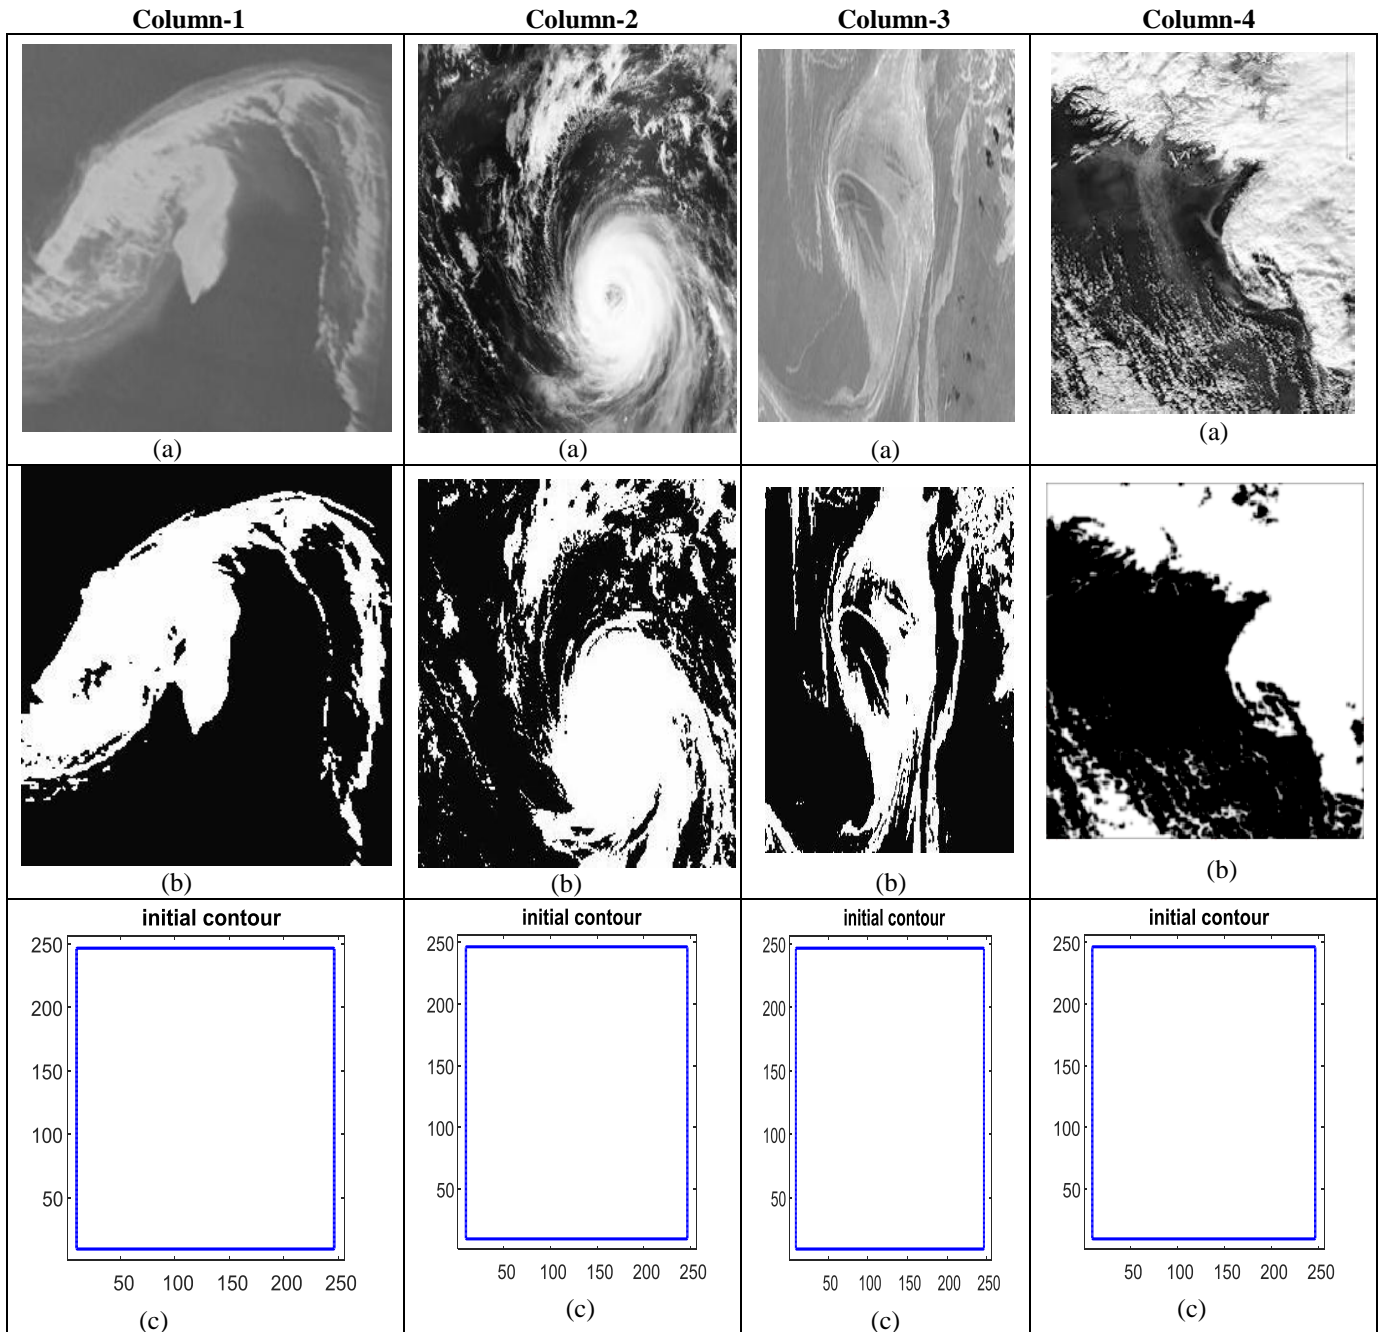 Column-1 Column-2 Column-3 Column-4
(a) (a) (a) (a)
(b) (b) (b) (b)
initial contour initial contour initial contour initial contour
250 250 250 250
200 200 200 200
150 150 150 150
100 100 100 100
50 50 50 50
50 100 150 200 250 50 100 150 200 250 50 100 150 200 250 50 100 150 200 250
(c) (c) (c) (c)